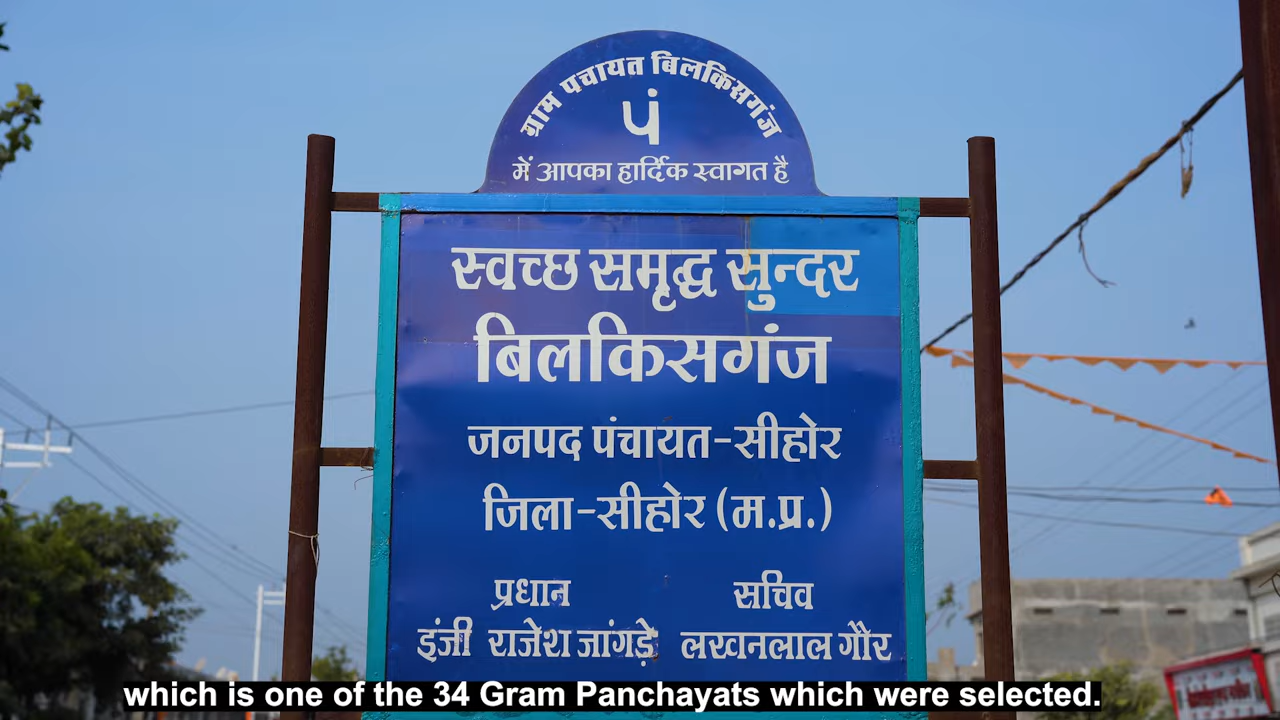 ग्राम पंचायत बिलकिसगंज
पं
में आपका हार्दिक स्वागत है
स्वच्छ समृद्ध सुन्दर
बिलकिसगंज
जनपद पंचायत-सीहोर
जिला-सीहोर (म.प्र.)
प्रधान सचिव
इंजी राजेश जांगड़े लखनलाल गौर
which is one of the 34 Gram Panchayats which were selected.